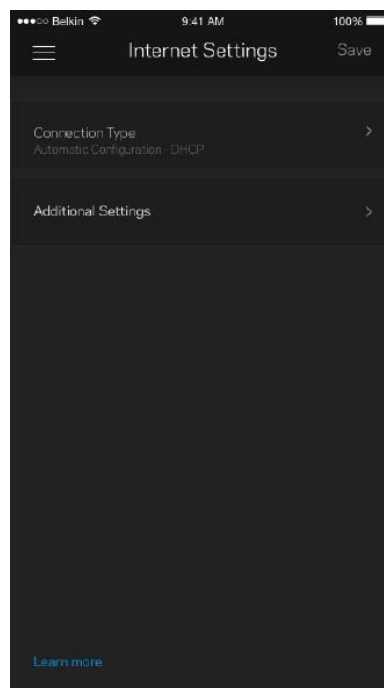 Belkin 9:41 AM 100%
Internet Settings Save
Connection Type
Automatic Configuration - DHCP
Additional Settings
Learn more